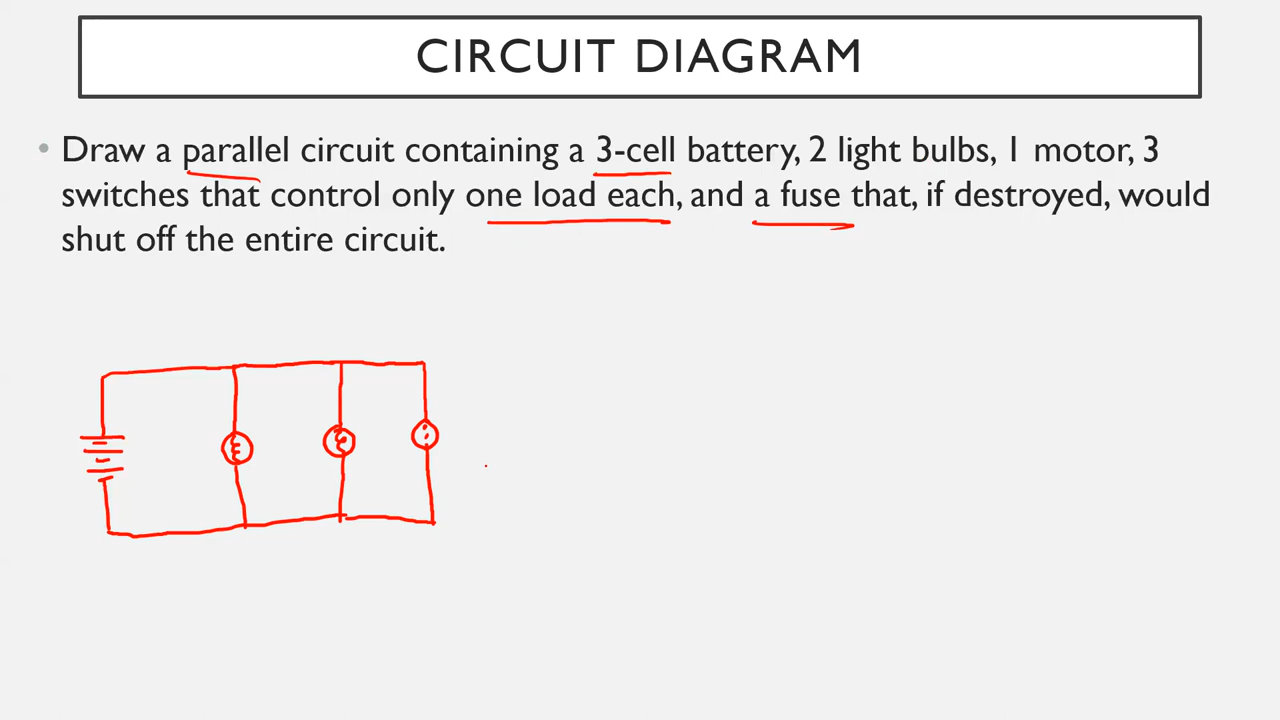 CIRCUIT DIAGRAM
• Draw a parallel circuit containing a 3-cell battery, 2 light bulbs, 1 motor, 3
switches that control only one load each, and a fuse that, if destroyed, would
shut off the entire circuit.